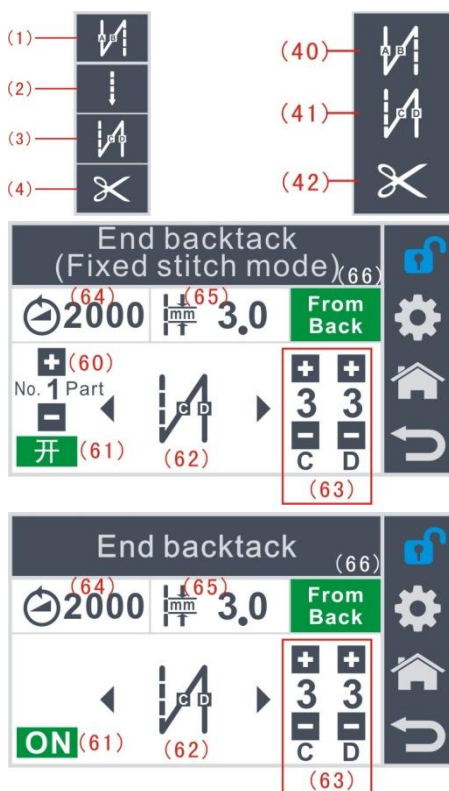 (1)
A B
(2)
(3)
C D
(4)
(40)
A B
(41)
C D
(42)
End backtack
(Fixed stitch mode) (66)
(64) (65)
2000 mm 3.0 From
Back
+ (60) + +
No. 1 Part C D 3 3
- - -
开 (61) (62) C D
(63)
End backtack
(66)
(64) (65)
2000 mm 3.0 From
Back
+ +
C D 3 3
- -
ON (61) (62) C D
(63)